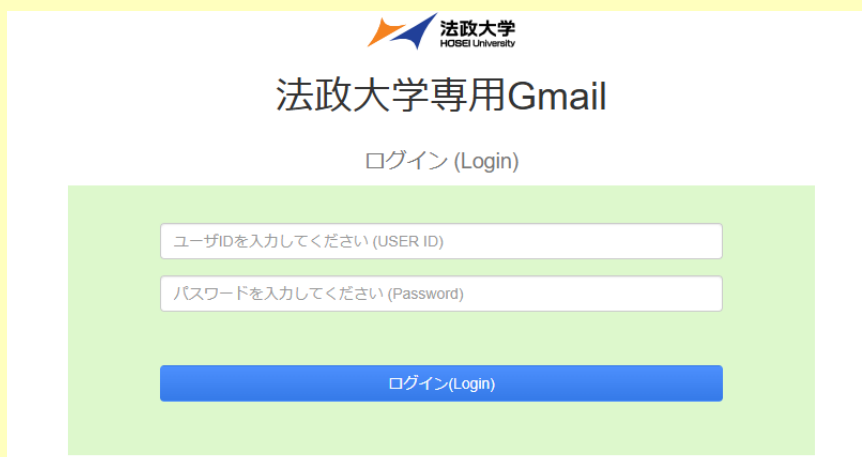 法政大学
HOSEI University
法政大学専用Gmail
ログイン (Login)
ユーザIDを入力してください (USER ID)
パスワードを入力してください (Password)
ログイン(Login)